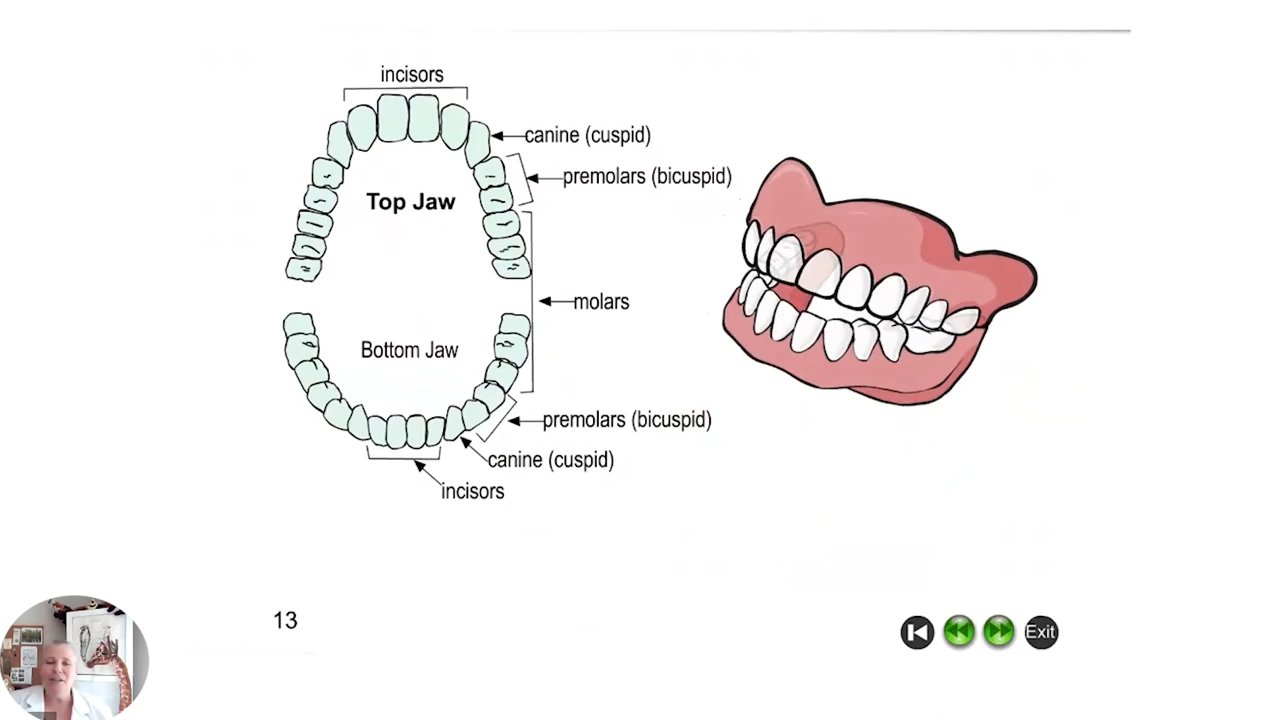 incisors
canine (cuspid)
premolars (bicuspid)
Top Jaw
molars
Bottom Jaw
premolars (bicuspid)
canine (cuspid)
incisors
13
Exit